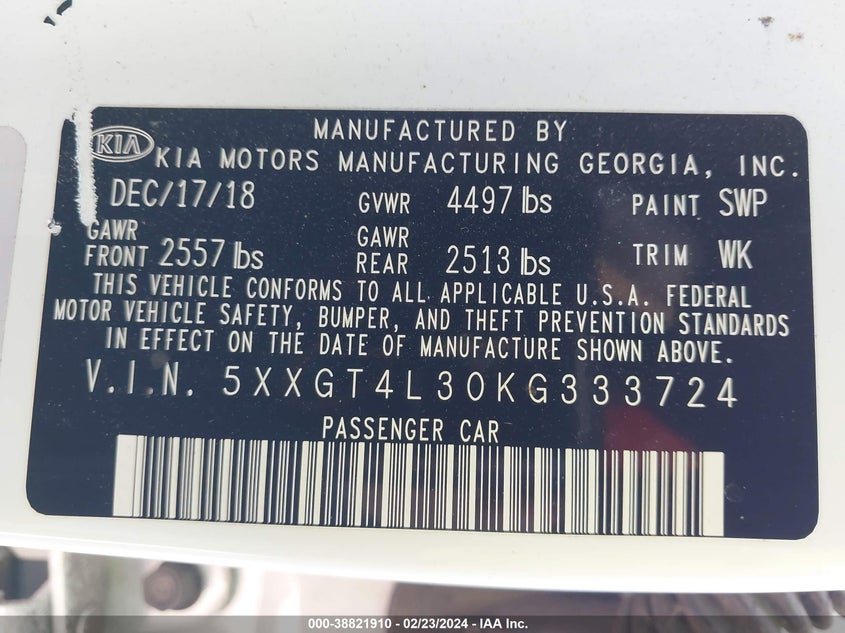 MANUFACTURED BY
KIA KIA MOTORS MANUFACTURING GEORGIA, INC.
DEC/17/18 GVWR 4497 lbs PAINT SWP
GAWR FRONT 2557 lbs GAWR REAR 2513 lbs TRIM WK
THIS VEHICLE CONFORMS TO ALL APPLICABLE U.S.A. FEDERAL
MOTOR VEHICLE SAFETY, BUMPER, AND THEFT PREVENTION STANDARDS
IN EFFECT ON THE DATE OF MANUFACTURE SHOWN ABOVE.
V.I.N. 5XXGT4L30KG333724
PASSENGER CAR
000-38821910 - 02/23/2024 - IAA Inc.